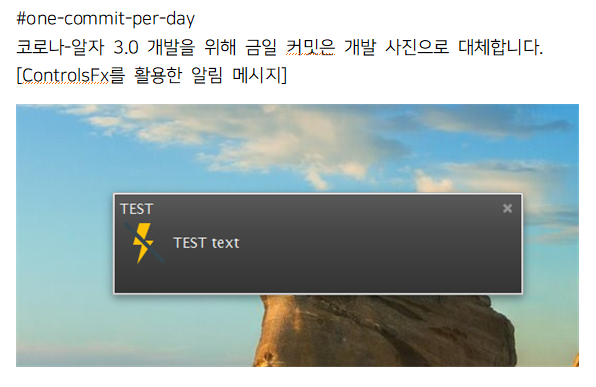 #one-commit-per-day
코로나-알자 3.0 개발을 위해 금일 커밋은 개발 사진으로 대체합니다.
[ControlsFx를 활용한 알림 메시지]
TEST
TEST text